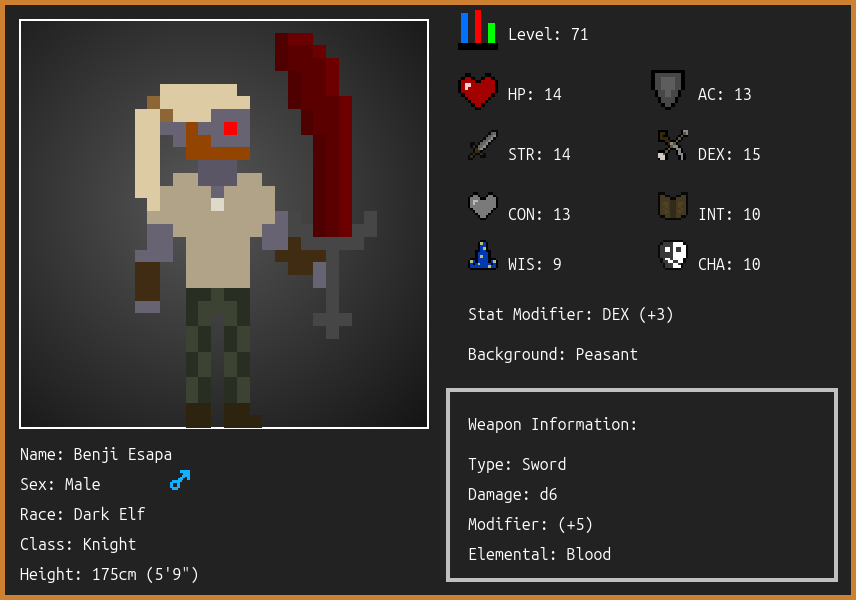 Level: 71
HP: 14
AC: 13
STR: 14
DEX: 15
CON: 13
INT: 10
WIS: 9
CHA: 10
Stat Modifier: DEX (+3)
Background: Peasant
Weapon Information:
Type: Sword
Damage: d6
Modifier: (+5)
Elemental: Blood
Name: Benji Esapa
Sex: Male
Race: Dark Elf
Class: Knight
Height: 175cm (5'9")